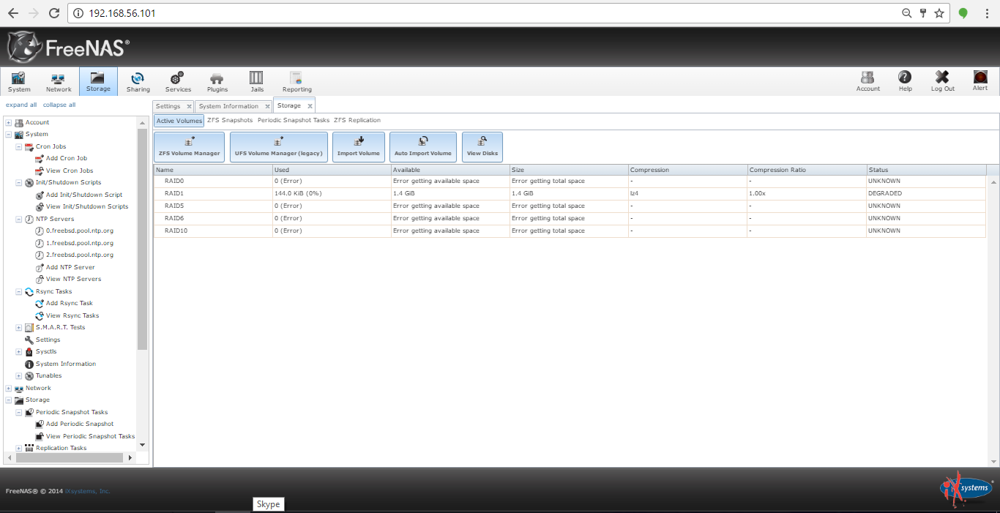 192.168.56.101
FreeNAS®
System Network Storage Sharing Services Plugins Jails Reporting Account Help Log Out Alert
expand all collapse all
Settings System Information Storage
Active Volumes ZFS Snapshots Periodic Snapshot Tasks ZFS Replication
ZFS Volume Manager UFS Volume Manager (legacy) Import Volume Auto Import Volume View Disks
Name Used Available Size Compression Compression Ratio Status
RAID0 0 (Error) Error getting available space Error getting total space - - UNKNOWN
RAID1 144.0 KiB (0%) 1.4 GiB 1.4 GiB lz4 1.00x DEGRADED
RAID5 0 (Error) Error getting available space Error getting total space - - UNKNOWN
RAID6 0 (Error) Error getting available space Error getting total space - - UNKNOWN
RAID10 0 (Error) Error getting available space Error getting total space - - UNKNOWN
Account
System
Cron Jobs
Add Cron Job
View Cron Jobs
Init/Shutdown Scripts
Add Init/Shutdown Script
View Init/Shutdown Scripts
NTP Servers
0.freebsd.pool.ntp.org
1.freebsd.pool.ntp.org
2.freebsd.pool.ntp.org
Add NTP Server
View NTP Servers
Rsync Tasks
Add Rsync Task
View Rsync Tasks
S.M.A.R.T. Tests
Settings
Sysctls
System Information
Tunables
Network
Storage
Periodic Snapshot Tasks
Add Periodic Snapshot
View Periodic Snapshot Tasks
Replication Tasks
FreeNAS® © 2014 iXsystems, Inc.
iXsystems®
Skype